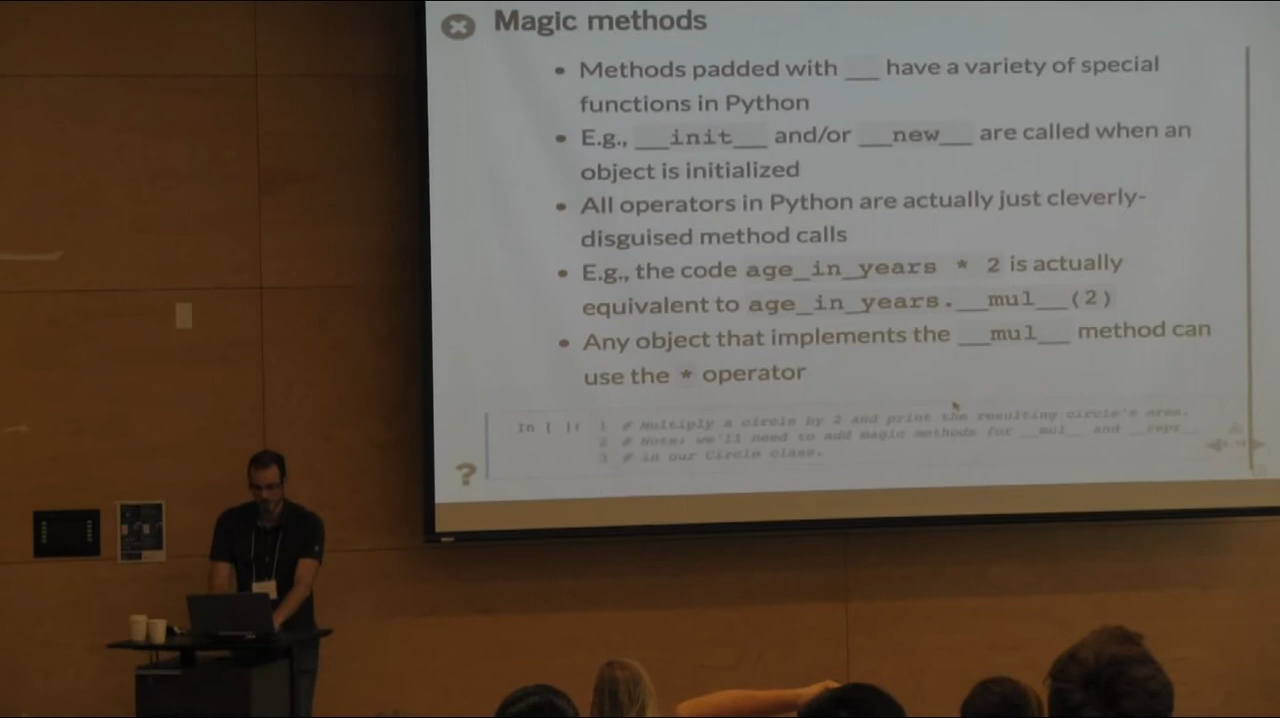 Magic methods
• Methods padded with __ have a variety of special
functions in Python
• E.g., __init__ and/or __new__ are called when an
object is initialized
• All operators in Python are actually just cleverly-
disguised method calls
• E.g., the code age_in_years * 2 is actually
equivalent to age_in_years.__mul__(2)
• Any object that implements the __mul__ method can
use the * operator
In [ ]: 1 # Multiply a circle by 2 and print the resulting circle's area.
2 # Note: we'll need to add magic methods for __mul__ and __repr__
3 # in our Circle class.
?